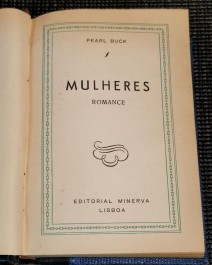 PEARL BUCK
MULHERES
ROMANCE
EDITORIAL MINERVA
LISBOA